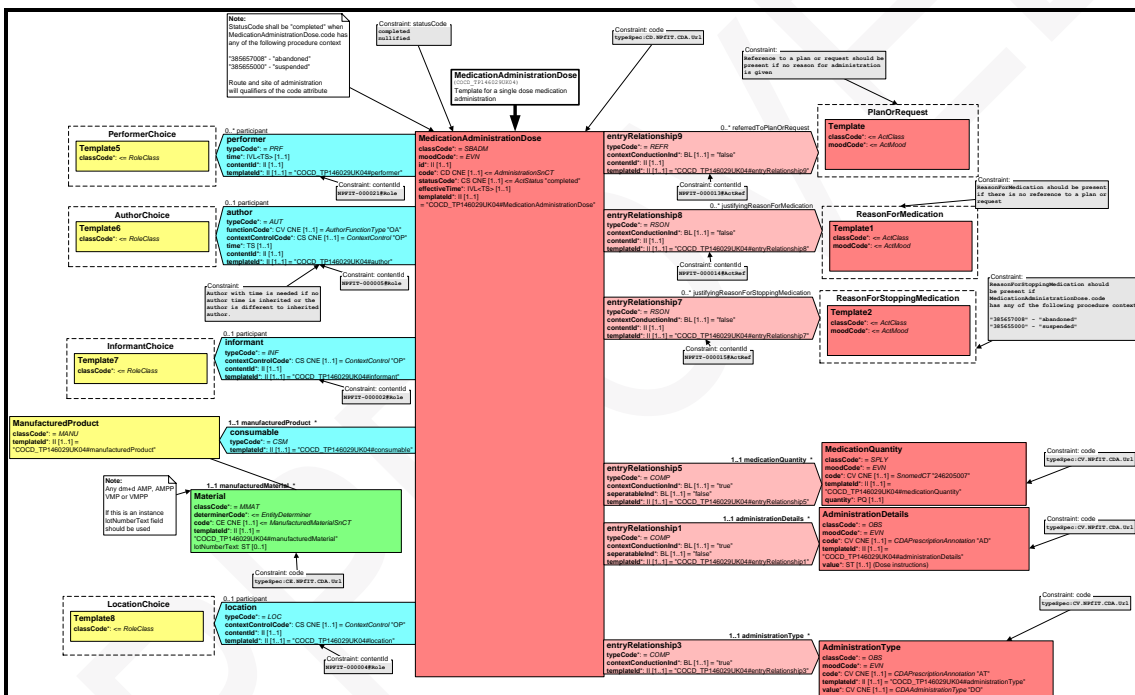 Note:
StatusCode shall be "completed" when
MedicationAdministrationDose.code has
any of the following procedure context
"385657008" - "abandoned"
"385655000" - "suspended"
Route and site of administration
will qualifiers of the code attribute
Constraint: statusCode
completed
nullified
Constraint: code
typeSpec:CD.NPfIT.CDA.Url
MedicationAdministrationDose
(COCD_TP146029UK04)
Template for a single dose medication
administration
Constraint:
Reference to a plan or request should be
present if no reason for administration
is given
PerformerChoice
Template5
classCode*: <= RoleClass
0..* participant
performer
typeCode*: = PRF
time*: IVL<TS> [1..1]
contentId: II [1..1]
templateId*: II [1..1] = "COCD_TP146029UK04#performer"
Constraint: contentId
NPFIT-000021#Role
MedicationAdministrationDose
classCode*: = SBADM
moodCode*: = EVN
id*: II [1..1]
code*: CD CNE [1..1] <= AdministrationSnCT
statusCode*: CS CNE [1..1] <= ActStatus "completed"
effectiveTime*: IVL<TS> [1..1]
templateId*: II [1..1]
= "COCD_TP146029UK04#MedicationAdministrationDose"
0..* referredToPlanOrRequest
entryRelationship9
typeCode*: = REFR
contextConductionInd*: BL [1..1] = "false"
contentId*: II [1..1]
templateId*: II [1..1] = "COCD_TP146029UK04#entryRelationship9"
Constraint: contentId
NPFIT-000013#ActRef
PlanOrRequest
Template
classCode*: <= ActClass
moodCode*: <= ActMood
Constraint:
ReasonForMedication should be present
if there is no reference to a plan or
request
AuthorChoice
Template6
classCode*: <= RoleClass
0..1 participant
author
typeCode*: = AUT
functionCode*: CV CNE [1..1] = AuthorFunctionType "OA"
contextControlCode*: CS CNE [1..1] = ContextControl "OP"
time*: TS [1..1]
contentId*: II [1..1]
templateId*: II [1..1] = "COCD_TP146029UK04#author"
Constraint:
Author with time is needed if no
author time is inherited or the
author is different to inherited
author.
Constraint: contentId
NPFIT-000005#Role
0..* justifyingReasonForMedication
entryRelationship8
typeCode*: = RSON
contextConductionInd*: BL [1..1] = "false"
contentId*: II [1..1]
templateId*: II [1..1] = "COCD_TP146029UK04#entryRelationship8"
Constraint: contentId
NPFIT-000014#ActRef
ReasonForMedication
Template1
classCode*: <= ActClass
moodCode*: <= ActMood
Constraint:
ReasonForStoppingMedication should
be present if
MedicationAdministrationDose.code
has any of the following procedure context
"385657008" - "abandoned"
"385655000" - "suspended"
0..* justifyingReasonForStoppingMedication
entryRelationship7
typeCode*: = RSON
contextConductionInd*: BL [1..1] = "false"
contentId*: II [1..1]
templateId*: II [1..1] = "COCD_TP146029UK04#entryRelationship7"
Constraint: contentId
NPFIT-000015#ActRef
ReasonForStoppingMedication
Template2
classCode*: <= ActClass
moodCode*: <= ActMood
InformantChoice
Template7
classCode*: <= RoleClass
0..1 participant
informant
typeCode*: = INF
contextControlCode*: CS CNE [1..1] = ContextControl "OP"
contentId*: II [1..1]
templateId*: II [1..1] = "COCD_TP146029UK04#informant"
Constraint: contentId
NPFIT-000002#Role
ManufacturedProduct
classCode*: = MANU
templateId*: II [1..1] =
"COCD_TP146029UK04#manufacturedProduct"
1..1 manufacturedProduct *
consumable
typeCode*: = CSM
templateId*: II [1..1] = "COCD_TP146029UK04#consumable"
Note:
Any dm+d AMP, AMPP
VMP or VMPP
If this is an instance
lotNumberText field
should be used
1..1 manufacturedMaterial *
Material
classCode*: = MMAT
determinerCode*: <= EntityDeterminer
code*: CE CNE [1..1] <= ManufacturedMaterialSnCT
templateId*: II [1..1] =
"COCD_TP146029UK04#manufacturedMaterial"
lotNumberText: ST [0..1]
Constraint: code
typeSpec:CE.NPfIT.CDA.Url
1..1 medicationQuantity *
entryRelationship5
typeCode*: = COMP
contextConductionInd*: BL [1..1] = "true"
seperatableInd*: BL [1..1] = "false"
templateId*: II [1..1] = "COCD_TP146029UK04#entryRelationship5"
MedicationQuantity
classCode*: = SPLY
moodCode*: = EVN
code*: CV CNE [1..1] = SnomedCT "246205007"
templateId*: II [1..1] =
"COCD_TP146029UK04#medicationQuantity"
quantity*: PQ [1..1]
Constraint: code
typeSpec:CV.NPfIT.CDA.Url
1..1 administrationDetails *
entryRelationship1
typeCode*: = COMP
contextConductionInd*: BL [1..1] = "true"
seperatableInd*: BL [1..1] = "false"
templateId*: II [1..1] = "COCD_TP146029UK04#entryRelationship1"
AdministrationDetails
classCode*: = OBS
moodCode*: = EVN
code*: CV CNE [1..1] = CDAPrescriptionAnnotation "AD"
templateId*: II [1..1] =
"COCD_TP146029UK04#administrationDetails"
value*: ST [1..1] (Dose instructions)
Constraint: code
typeSpec:CV.NPfIT.CDA.Url
LocationChoice
Template8
classCode*: <= RoleClass
0..1 participant
location
typeCode*: = LOC
contextControlCode*: CS CNE [1..1] = ContextControl "OP"
contentId*: II [1..1]
templateId*: II [1..1] = "COCD_TP146029UK04#location"
Constraint: contentId
NPFIT-000004#Role
1..1 administrationType *
entryRelationship3
typeCode*: = COMP
contextConductionInd*: BL [1..1] = "true"
templateId*: II [1..1] = "COCD_TP146029UK04#entryRelationship3"
Constraint: code
typeSpec:CV.NPfIT.CDA.Url
AdministrationType
classCode*: = OBS
moodCode*: = EVN
code*: CV CNE [1..1] = CDAPrescriptionAnnotation "AT"
templateId*: II [1..1] = "COCD_TP146029UK04#administrationType"
value*: CV CNE [1..1] = CDAAdministrationType "DO"